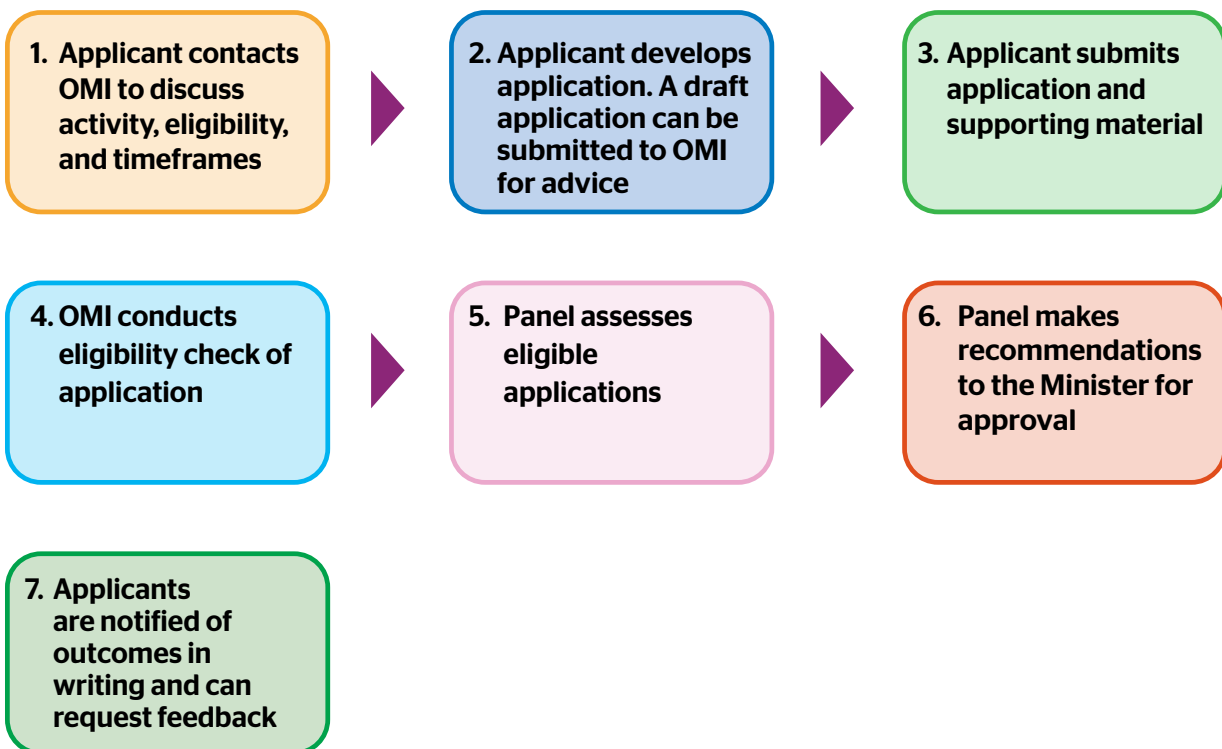 1. Applicant contacts
OMI to discuss
activity, eligibility,
and timeframes
2. Applicant develops
application. A draft
application can be
submitted to OMI
for advice
3. Applicant submits
application and
supporting material
4. OMI conducts
eligibility check of
application
5. Panel assesses
eligible
applications
6. Panel makes
recommendations
to the Minister for
approval
7. Applicants
are notified of
outcomes in
writing and can
request feedback